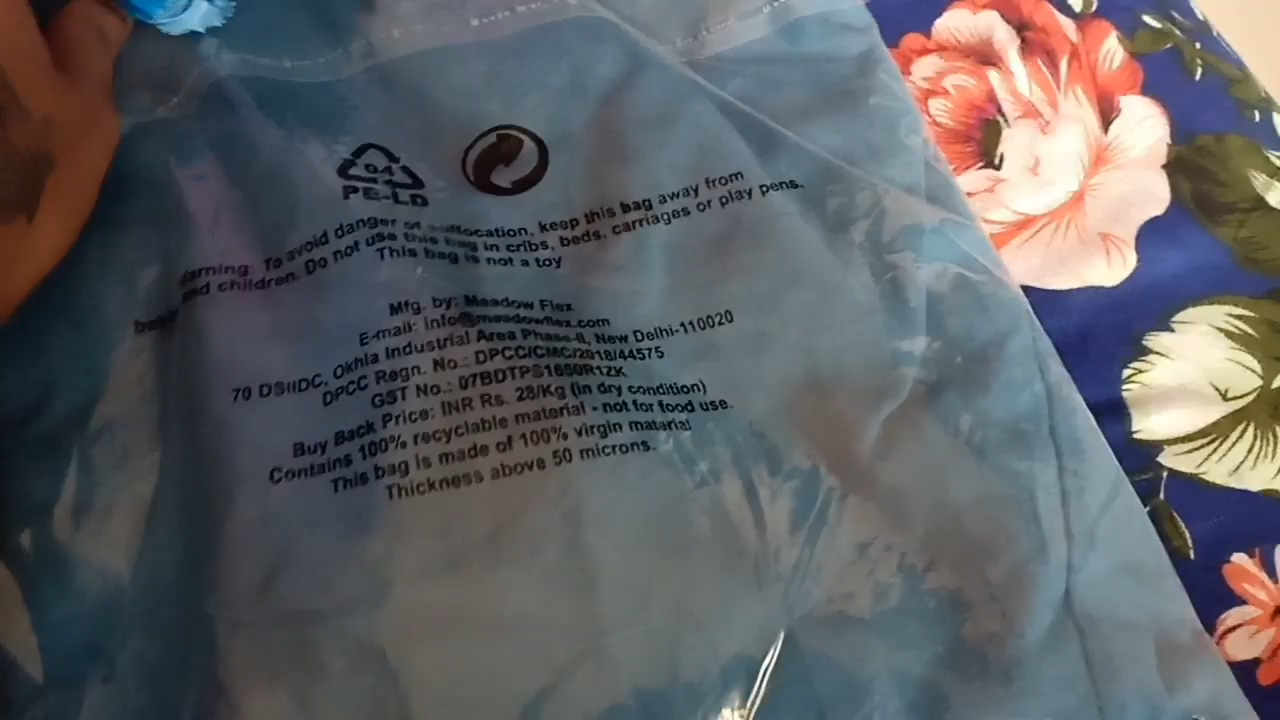 04
PE-LD
Warning: To avoid danger of suffocation, keep this bag away from
and children. Do not use this bag in cribs, beds, carriages or play pens.
This bag is not a toy
Mfg. by: Meadow Flex
E-mail: info@meadowflex.com
70 DSIIDC, Okhla Industrial Area Phase-II, New Delhi-110020
DPCC Regn. No.: DPCC/CMC/2018/44575
GST No.: 07BDTPS1650R1ZK
Buy Back Price: INR Rs. 28/Kg (in dry condition)
Contains 100% recyclable material - not for food use.
This bag is made of 100% virgin material
Thickness above 50 microns.